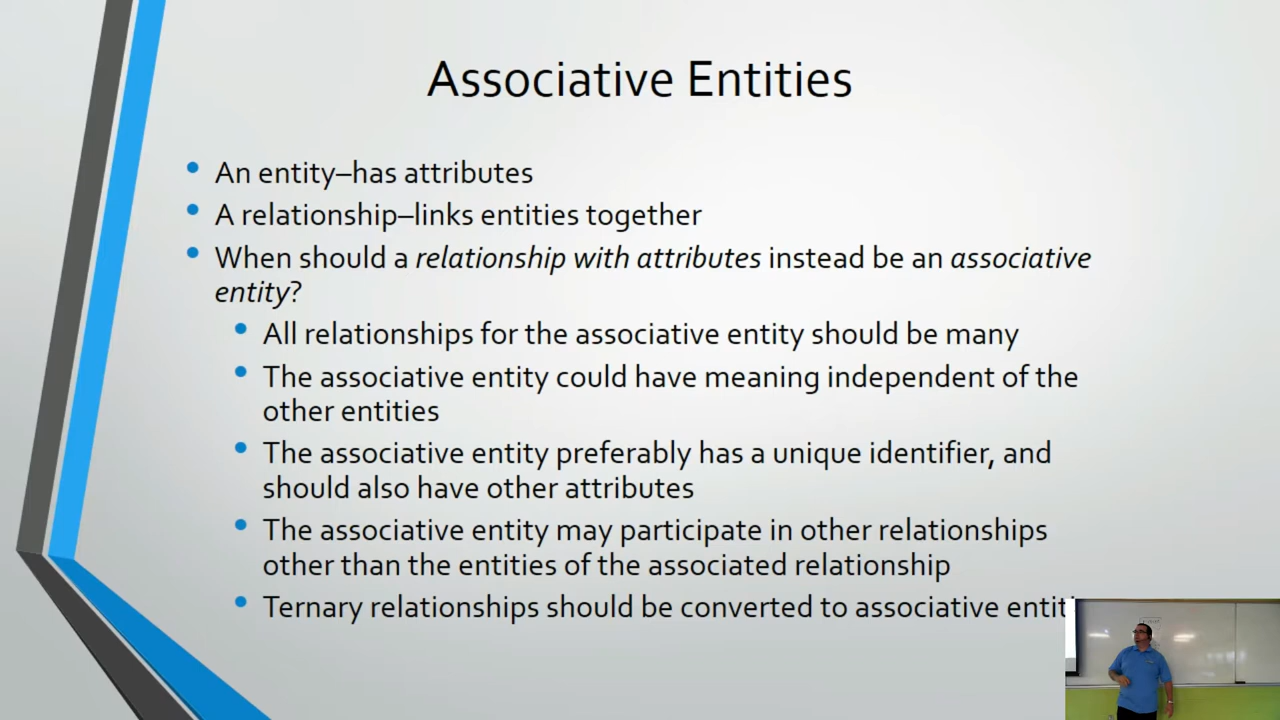 Associative Entities
• An entity–has attributes
• A relationship–links entities together
• When should a relationship with attributes instead be an associative
entity?
• All relationships for the associative entity should be many
• The associative entity could have meaning independent of the
other entities
• The associative entity preferably has a unique identifier, and
should also have other attributes
• The associative entity may participate in other relationships
other than the entities of the associated relationship
• Ternary relationships should be converted to associative